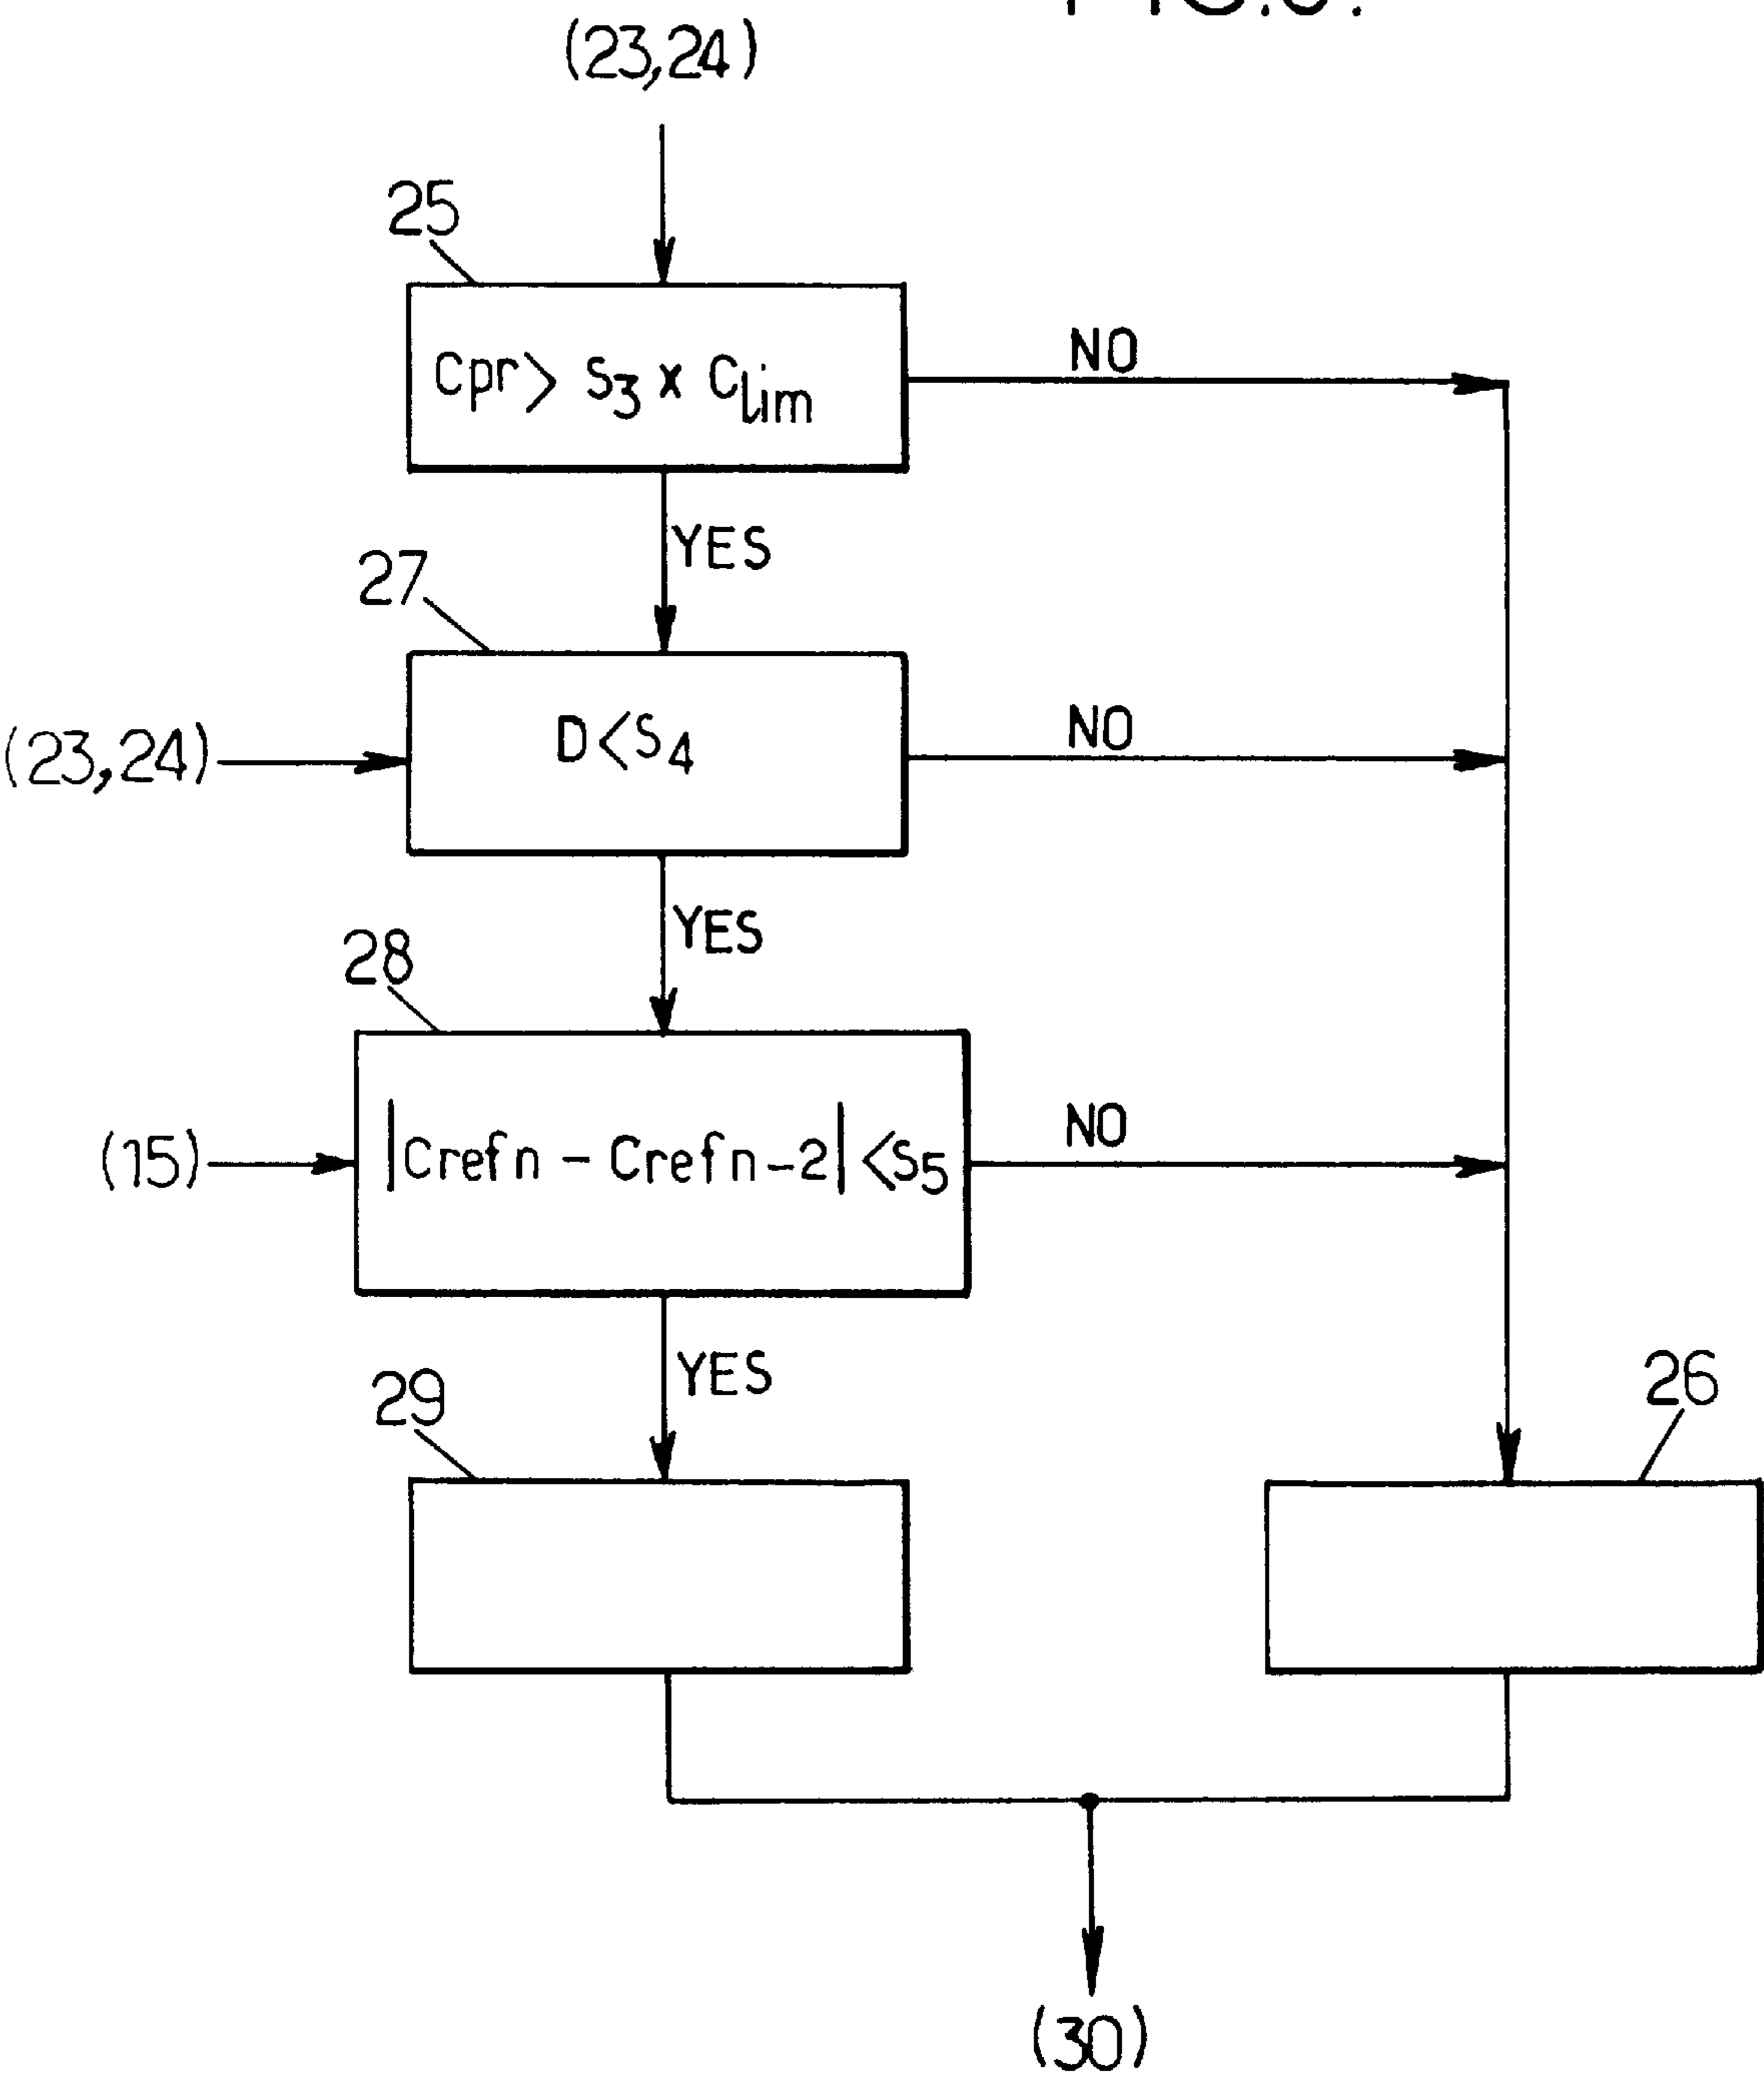 (23,24)
25
Cpr > s3 x Clim
NO
YES
27
(23,24)
D < s4
NO
YES
28
(15)
|Crefn - Crefn-2| < s5
NO
YES
29
26
(30)